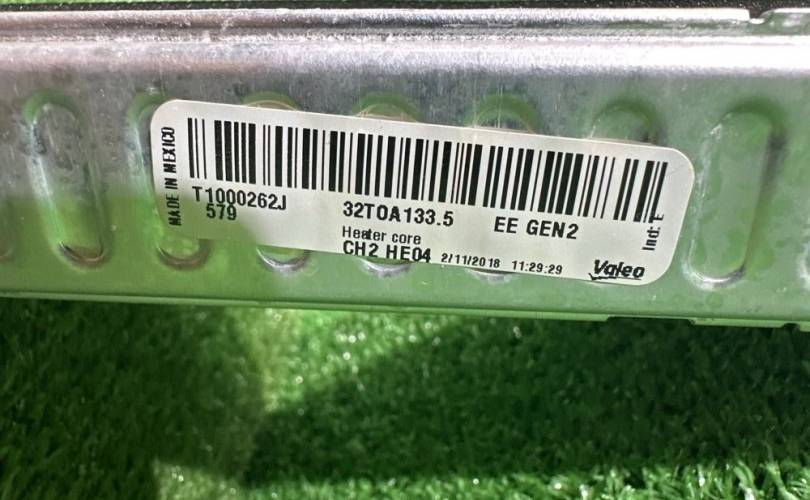 MADE IN MEXICO
T1000262J
579
32TOA133.5
EE GEN2
Heater core
CH2 HE04 2/11/2018 11:29:29
Ind: E
Valeo